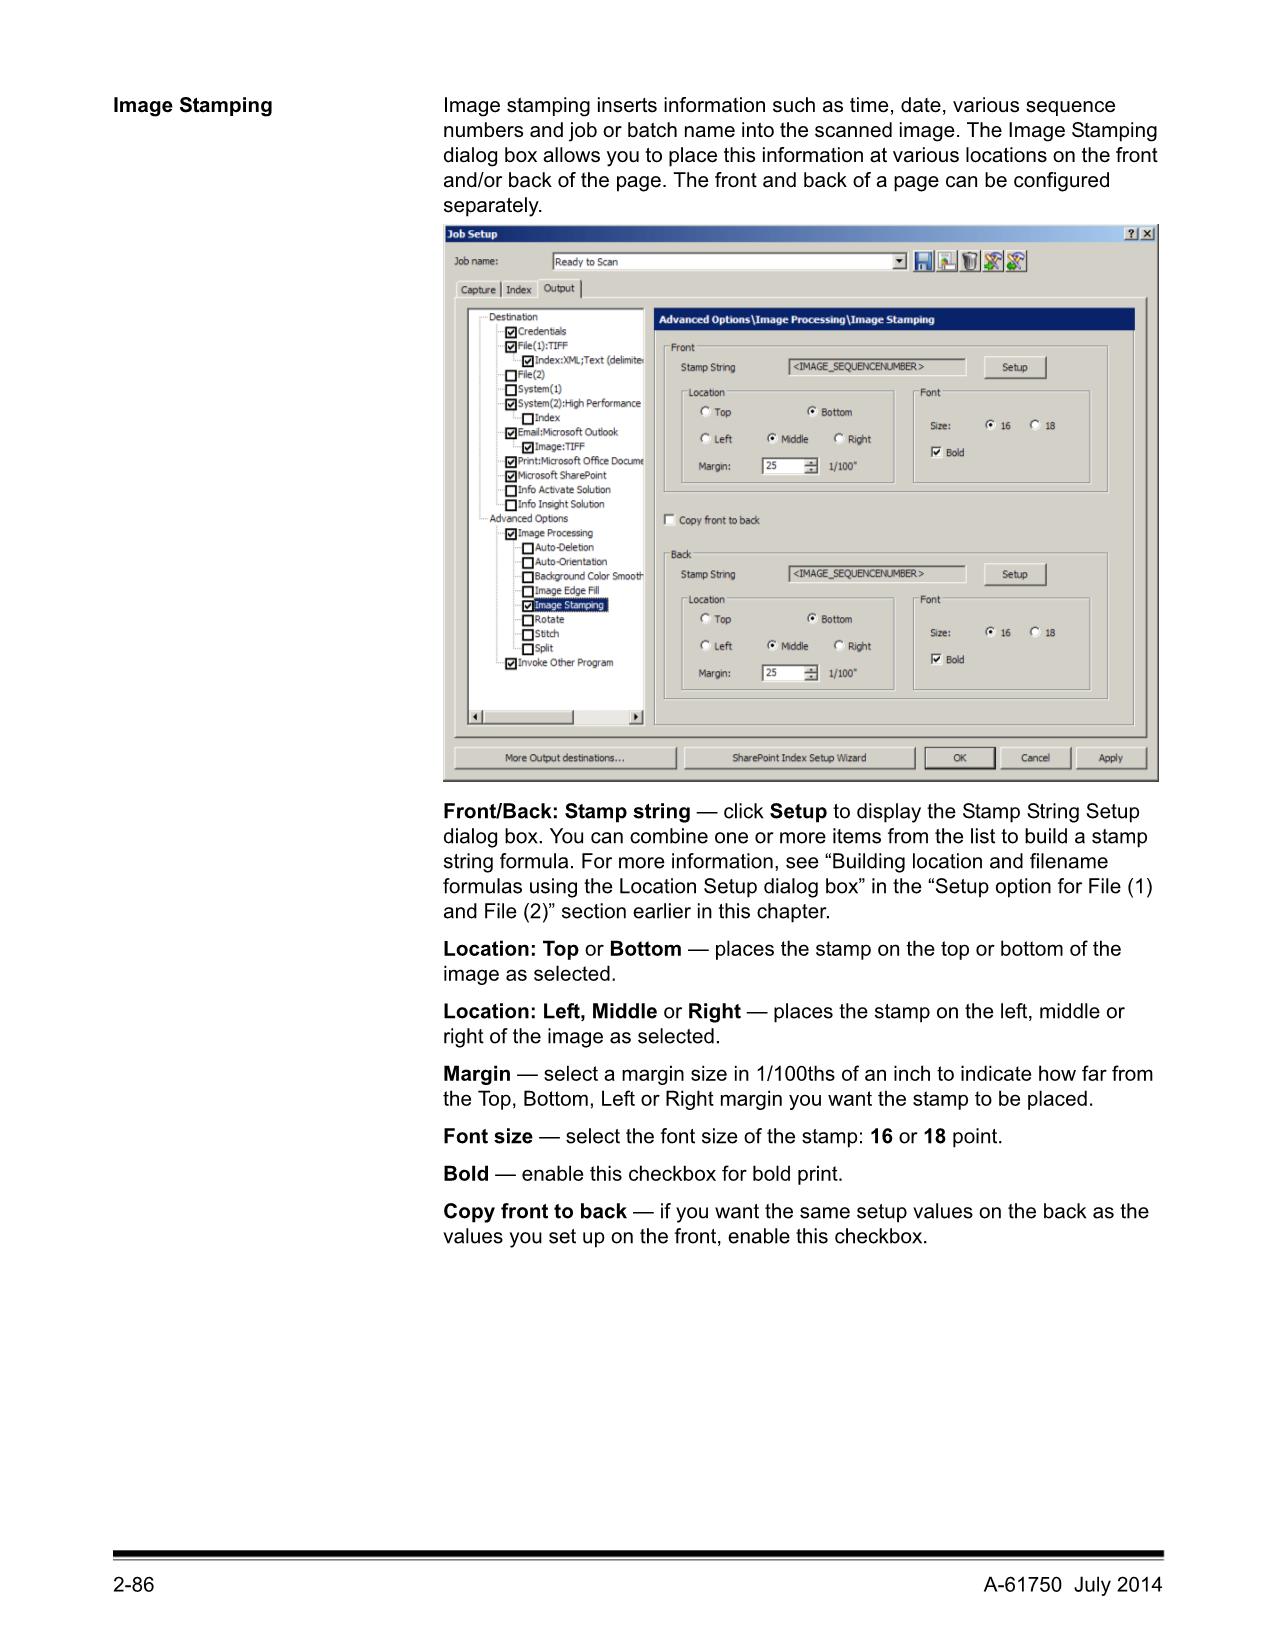 Image Stamping
Image stamping inserts information such as time, date, various sequence
numbers and job or batch name into the scanned image. The Image Stamping
dialog box allows you to place this information at various locations on the front
and/or back of the page. The front and back of a page can be configured
separately.
Job Setup
Job name: Ready to Scan
Capture Index Output
Destination
Credentials
File(1):TIFF
Index:XML;Text (delimite
File(2)
System(1)
System(2):High Performance
Index
Email:Microsoft Outlook
Image:TIFF
Print:Microsoft Office Docume
Microsoft SharePoint
Info Activate Solution
Info Insight Solution
Advanced Options
Image Processing
Auto-Deletion
Auto-Orientation
Background Color Smooth
Image Edge Fill
Image Stamping
Rotate
Stitch
Split
Invoke Other Program
Advanced Options\Image Processing\Image Stamping
Front
Stamp String <IMAGE_SEQUENCENUMBER> Setup
Location
Top Bottom
Left Middle Right
Margin: 25 1/100"
Font
Size: 16 18
Bold
Copy front to back
Back
Stamp String <IMAGE_SEQUENCENUMBER> Setup
Location
Top Bottom
Left Middle Right
Margin: 25 1/100"
Font
Size: 16 18
Bold
More Output destinations... SharePoint Index Setup Wizard OK Cancel Apply
Front/Back: Stamp string — click Setup to display the Stamp String Setup
dialog box. You can combine one or more items from the list to build a stamp
string formula. For more information, see “Building location and filename
formulas using the Location Setup dialog box” in the “Setup option for File (1)
and File (2)” section earlier in this chapter.
Location: Top or Bottom — places the stamp on the top or bottom of the
image as selected.
Location: Left, Middle or Right — places the stamp on the left, middle or
right of the image as selected.
Margin — select a margin size in 1/100ths of an inch to indicate how far from
the Top, Bottom, Left or Right margin you want the stamp to be placed.
Font size — select the font size of the stamp: 16 or 18 point.
Bold — enable this checkbox for bold print.
Copy front to back — if you want the same setup values on the back as the
values you set up on the front, enable this checkbox.
2-86 A-61750 July 2014